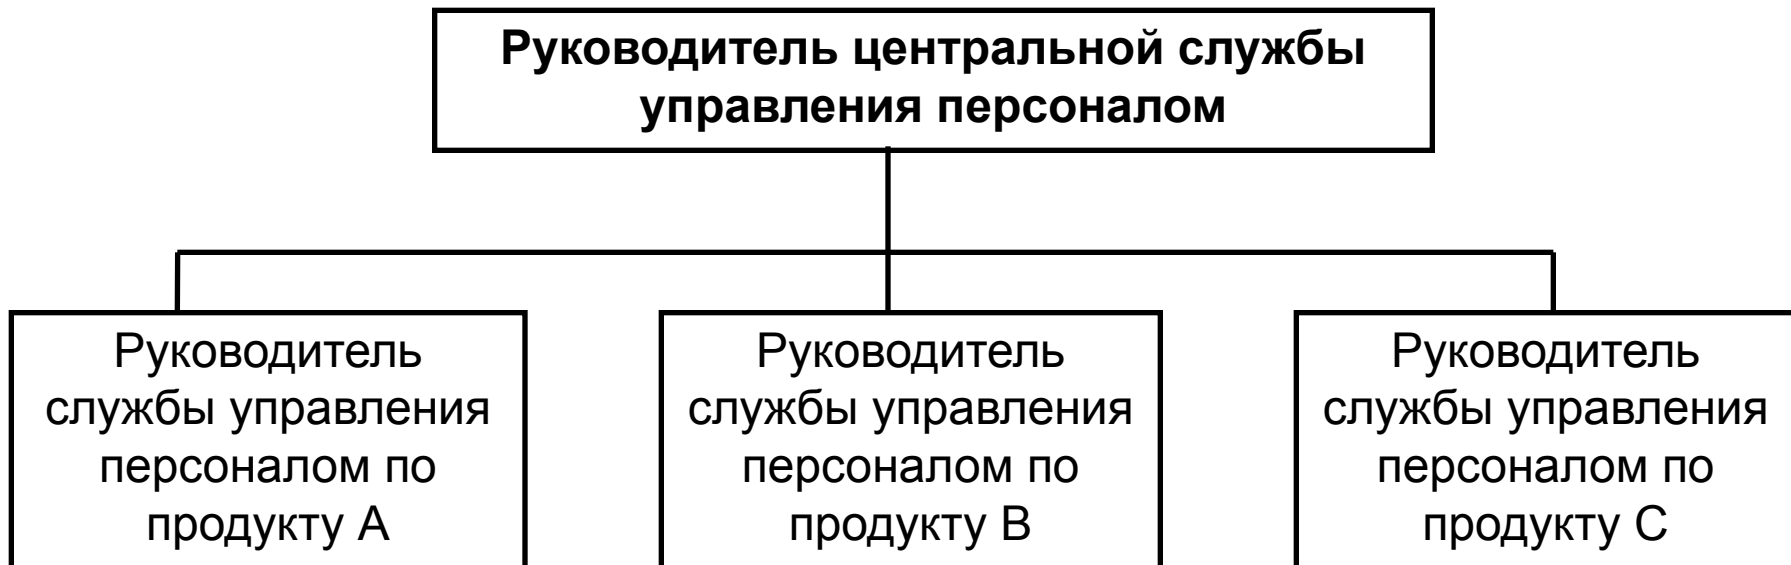 Руководитель центральной службы
управления персоналом
Руководитель
службы управления
персоналом по
продукту А
Руководитель
службы управления
персоналом по
продукту В
Руководитель
службы управления
персоналом по
продукту С